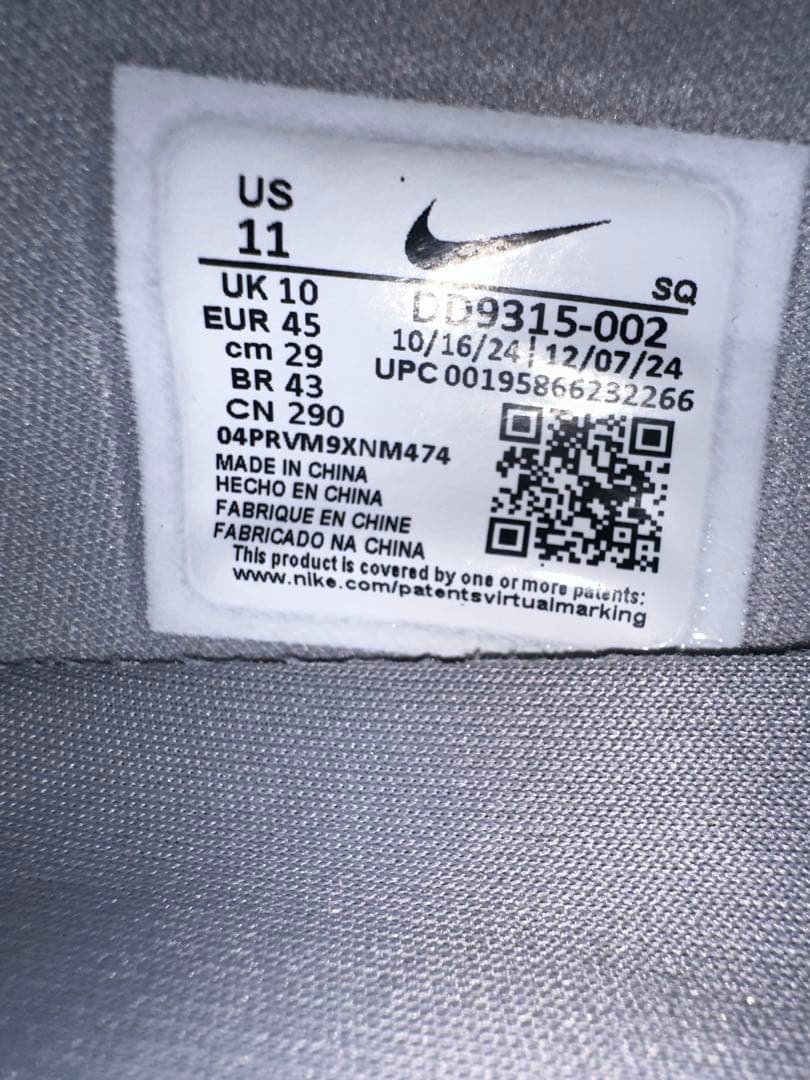 US
11
SQ
UK 10
DD9315-002
EUR 45
10/16/24 | 12/07/24
cm 29
UPC 00195866232266
BR 43
CN 290
04PRVM9XNM474
MADE IN CHINA
HECHO EN CHINA
FABRIQUE EN CHINE
FABRICADO NA CHINA
This product is covered by one or more patents:
www.nike.com/patentsvirtualmarking